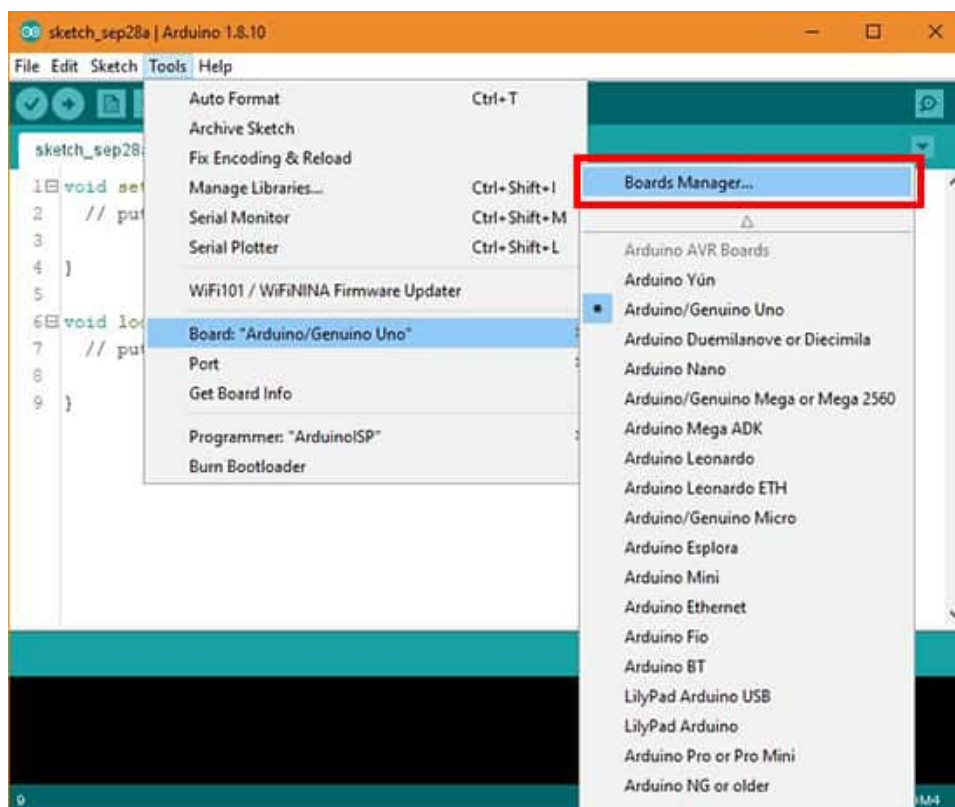 sketch_sep28a | Arduino 1.8.10
File Edit Sketch Tools Help
sketch_sep28
Auto Format Ctrl+T
Archive Sketch
Fix Encoding & Reload
Manage Libraries... Ctrl+Shift+I
Serial Monitor Ctrl+Shift+M
Serial Plotter Ctrl+Shift+L
WiFi101 / WiFiNINA Firmware Updater
Board: "Arduino/Genuino Uno"
Port
Get Board Info
Programmer: "ArduinoISP"
Burn Bootloader
1 void set
2 // put
3
4 }
5
6 void loo
7 // put
8
9 }
Boards Manager...
Arduino AVR Boards
Arduino Yún
Arduino/Genuino Uno
Arduino Duemilanove or Diecimila
Arduino Nano
Arduino/Genuino Mega or Mega 2560
Arduino Mega ADK
Arduino Leonardo
Arduino Leonardo ETH
Arduino/Genuino Micro
Arduino Esplora
Arduino Mini
Arduino Ethernet
Arduino Fio
Arduino BT
LilyPad Arduino USB
LilyPad Arduino
Arduino Pro or Pro Mini
Arduino NG or older
9